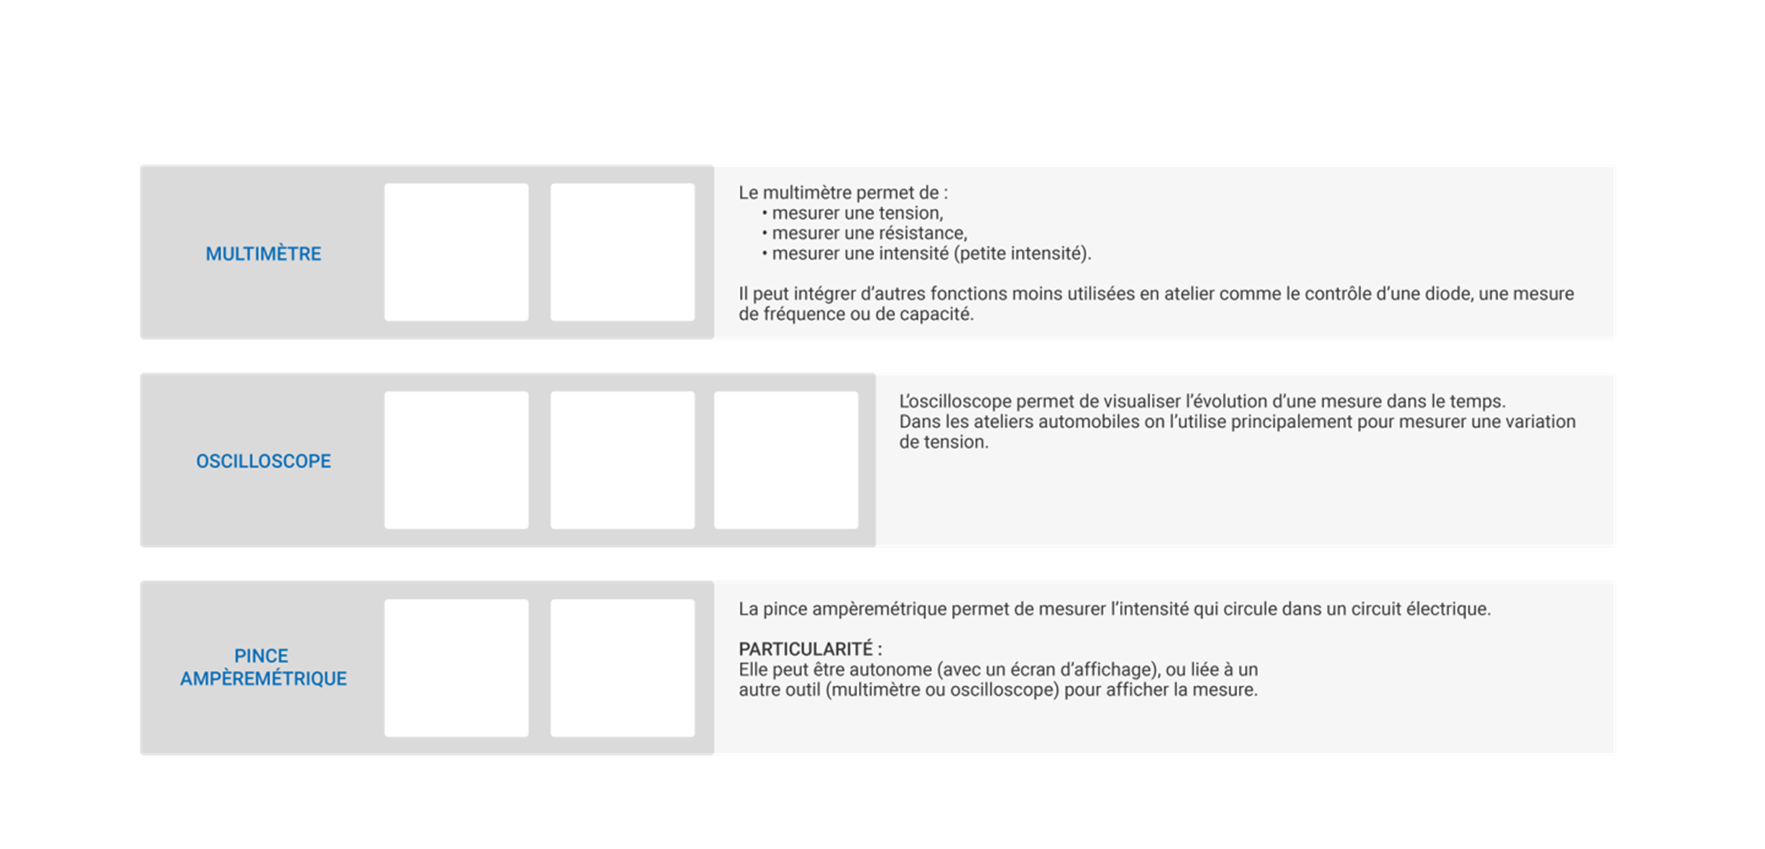 MULTIMÈTRE
Le multimètre permet de :
• mesurer une tension,
• mesurer une résistance,
• mesurer une intensité (petite intensité).
Il peut intégrer d’autres fonctions moins utilisées en atelier comme le contrôle d’une diode, une mesure
de fréquence ou de capacité.
OSCILLOSCOPE
L’oscilloscope permet de visualiser l’évolution d’une mesure dans le temps.
Dans les ateliers automobiles on l’utilise principalement pour mesurer une variation
de tension.
PINCE
AMPÈREMÉTRIQUE
La pince ampèremétrique permet de mesurer l’intensité qui circule dans un circuit électrique.
PARTICULARITÉ :
Elle peut être autonome (avec un écran d’affichage), ou liée à un
autre outil (multimètre ou oscilloscope) pour afficher la mesure.